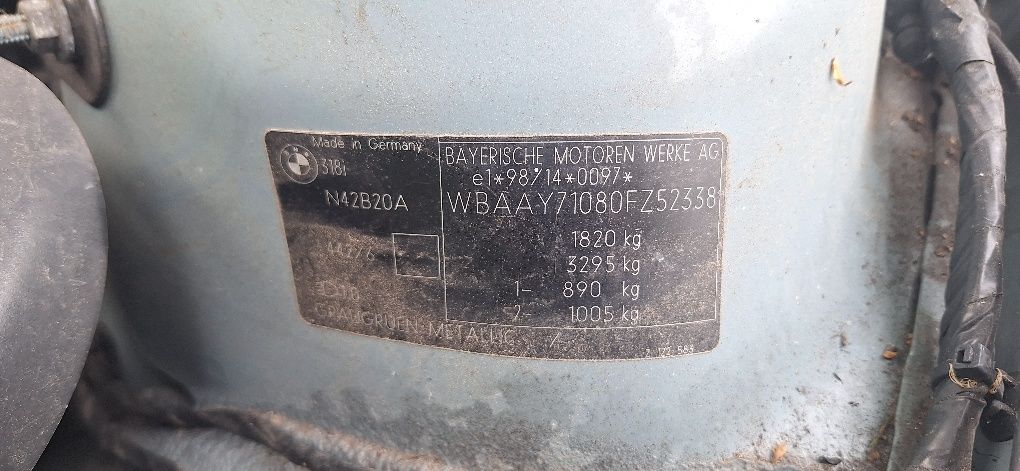 Made in Germany
318i
N42B20A
BAYERISCHE MOTOREN WERKE AG
e1*98/14*0097*
WBAAY71080FZ52338
1820 kg
3295 kg
1- 890 kg
2- 1005 kg
GRAUGRUEN METALLIC